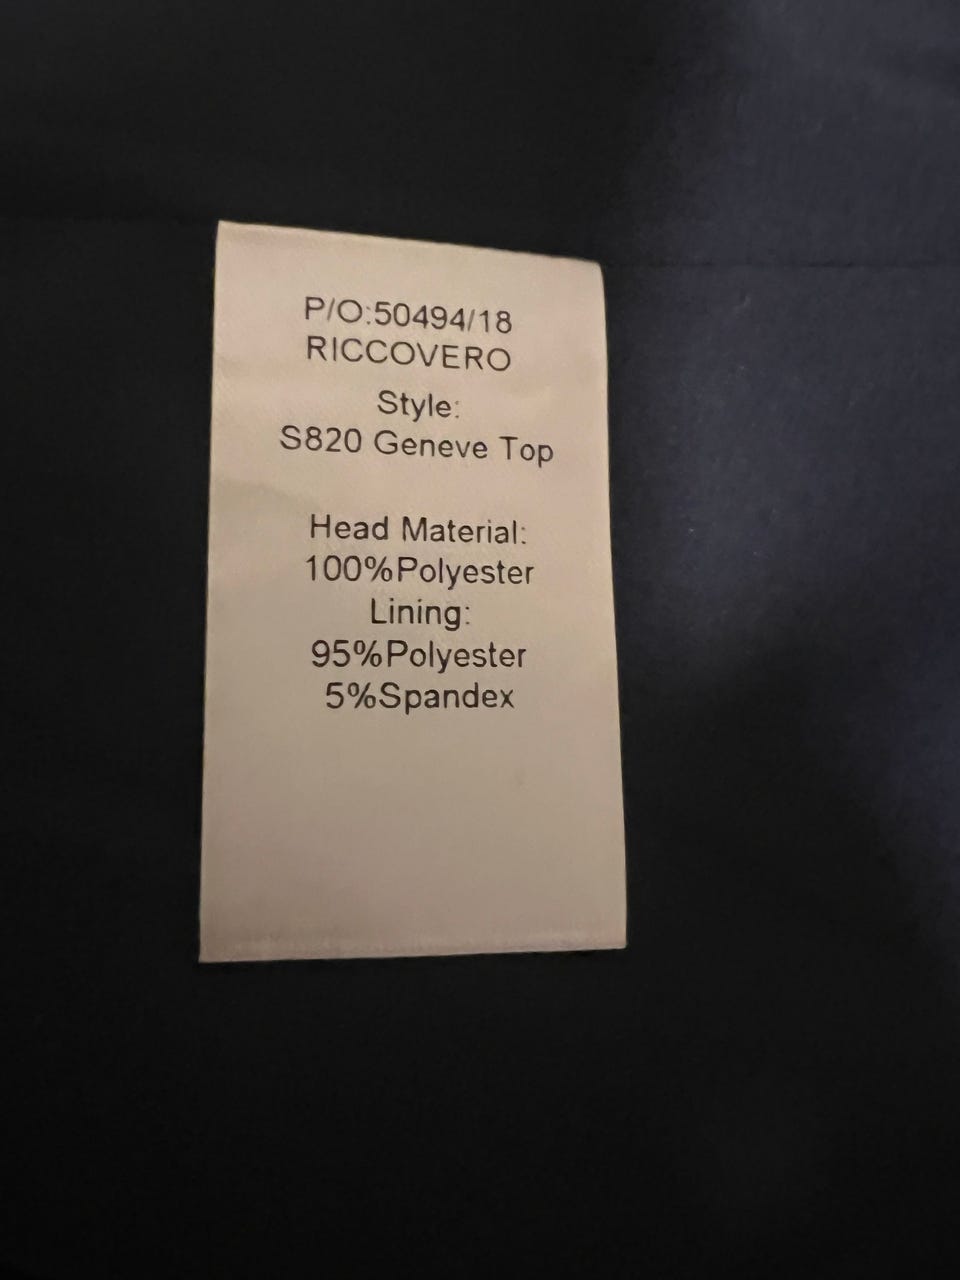 P/O:50494/18
RICCOVERO
Style:
S820 Geneve Top
Head Material:
100%Polyester
Lining:
95%Polyester
5%Spandex